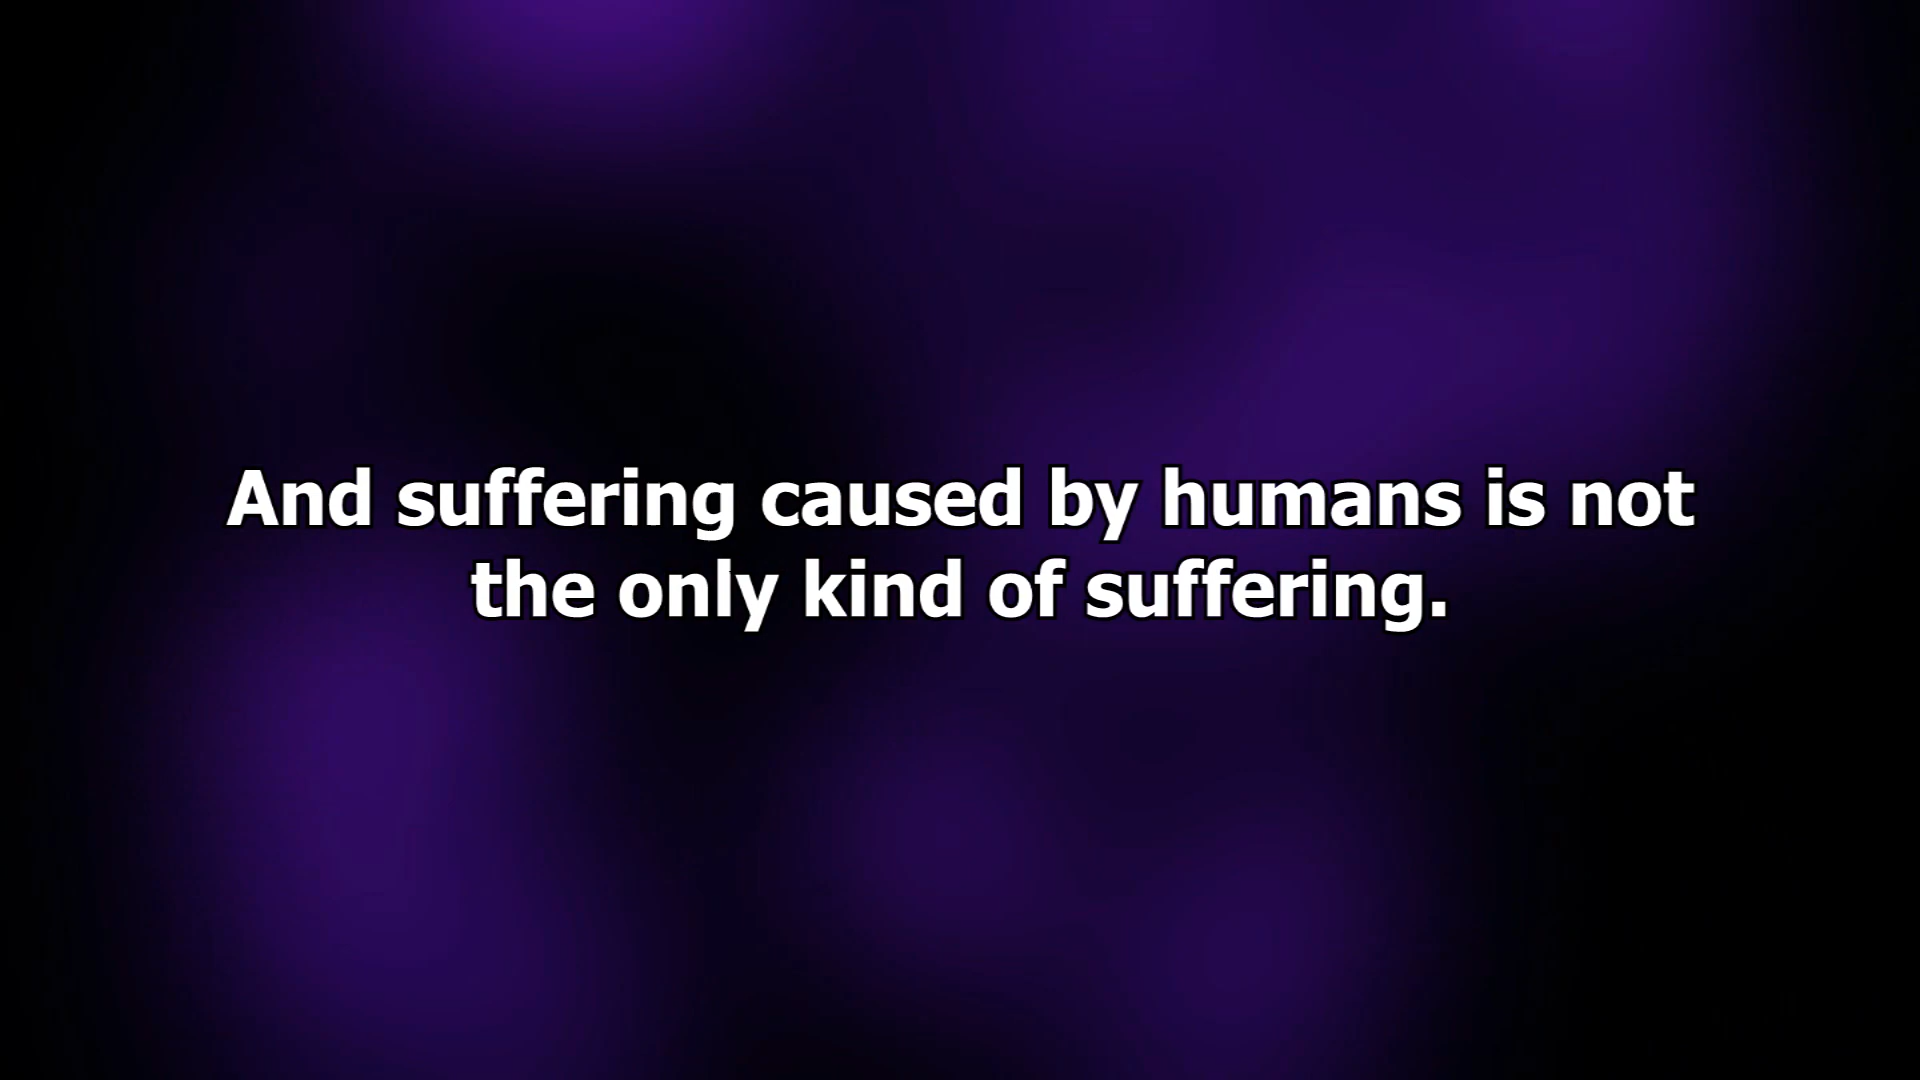 And suffering caused by humans is not
the only kind of suffering.